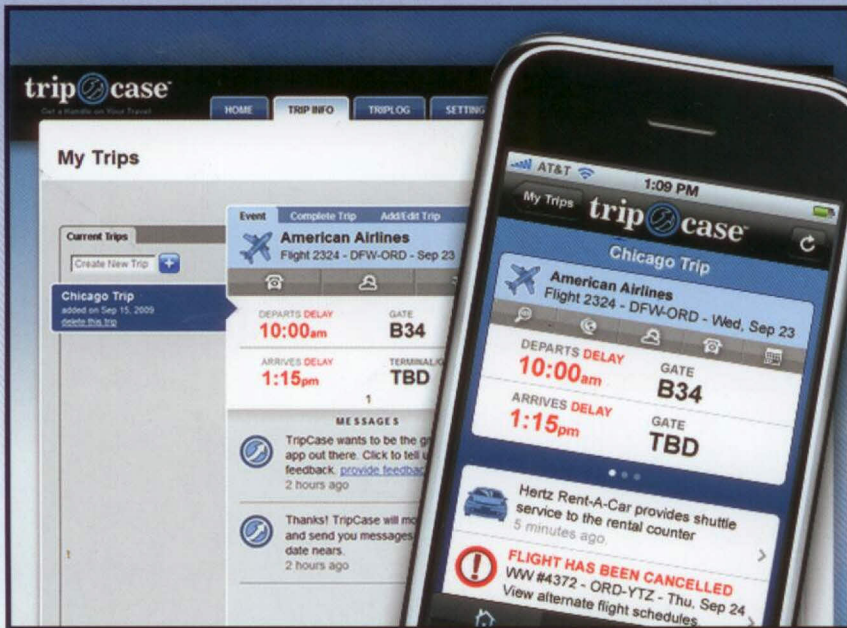 trip case™
Get a Handle on Your Travel
HOME
TRIP INFO
TRIPLOG
My Trips
Current Trips
Create New Trip +
Chicago Trip
added on Sep 15, 2009
delete this trip
Event Complete Trip Add/Edit Trip
American Airlines
Flight 2324 - DFW-ORD - Sep 23
DEPARTS DELAY GATE
10:00am B34
ARRIVES DELAY
1:15pm TBD
1
MESSAGES
TripCase wants to be the
app out there. Click to tell
feedback.
2 hours ago
Thanks! TripCase will
and send you messages
date nears.
2 hours ago
AT&T 1:09 PM
My Trips trip case™
Chicago Trip
American Airlines
Flight 2324 - DFW-ORD - Wed, Sep 23
DEPARTS DELAY GATE
10:00am B34
ARRIVES DELAY GATE
1:15pm TBD
Hertz Rent-A-Car provides shuttle
service to the rental counter
5 minutes ago.
FLIGHT HAS BEEN CANCELLED
WW #4372 - ORD-YTZ - Thu, Sep 24
View alternate flight schedules